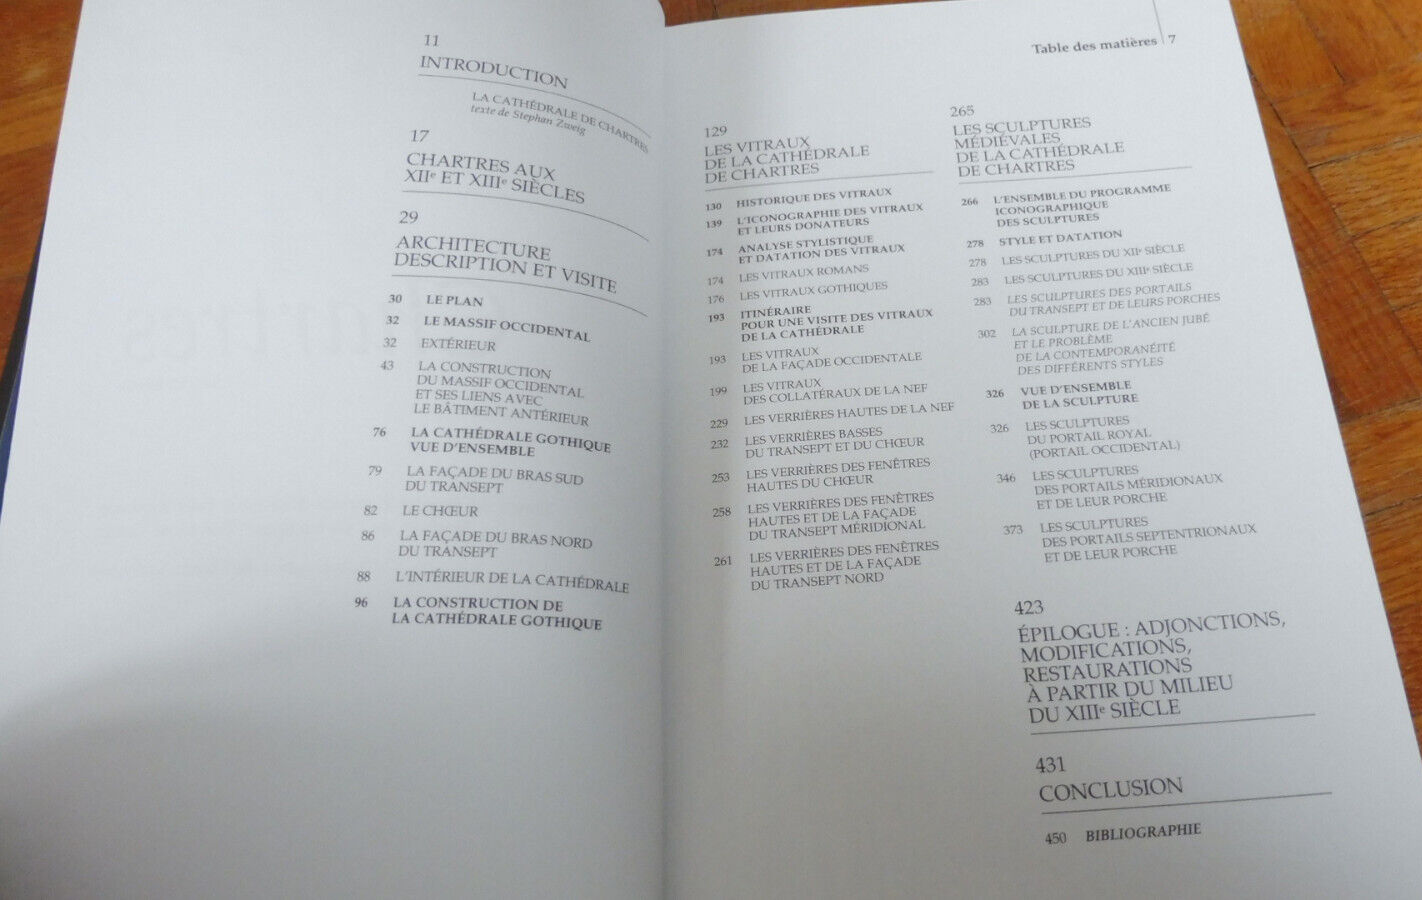 11
INTRODUCTION
LA CATHÉDRALE DE CHARTRES
texte de Stephan Zweig
17
CHARTRES AUX
XIIe ET XIIIe SIÈCLES
29
ARCHITECTURE
DESCRIPTION ET VISITE
30 LE PLAN
32 LE MASSIF OCCIDENTAL
32 EXTÉRIEUR
43 LA CONSTRUCTION
DU MASSIF OCCIDENTAL
ET SES LIENS AVEC
LE BÂTIMENT ANTÉRIEUR
76 LA CATHÉDRALE GOTHIQUE
VUE D'ENSEMBLE
79 LA FAÇADE DU BRAS SUD
DU TRANSEPT
82 LE CHŒUR
86 LA FAÇADE DU BRAS NORD
DU TRANSEPT
88 L'INTÉRIEUR DE LA CATHÉDRALE
96 LA CONSTRUCTION DE
LA CATHÉDRALE GOTHIQUE
Table des matières 7
129
LES VITRAUX
DE LA CATHÉDRALE
DE CHARTRES
130 HISTORIQUE DES VITRAUX
139 L'ICONOGRAPHIE DES VITRAUX
ET LEURS DONATEURS
174 ANALYSE STYLISTIQUE
ET DATATION DES VITRAUX
174 LES VITRAUX ROMANS
176 LES VITRAUX GOTHIQUES
193 ITINÉRAIRE
POUR UNE VISITE DES VITRAUX
DE LA CATHÉDRALE
193 LES VITRAUX
DE LA FAÇADE OCCIDENTALE
199 LES VITRAUX
DES COLLATÉRAUX DE LA NEF
229 LES VERRIÈRES HAUTES DE LA NEF
232 LES VERRIÈRES BASSES
DU TRANSEPT ET DU CHŒUR
253 LES VERRIÈRES DES FENÊTRES
HAUTES DU CHŒUR
258 LES VERRIÈRES DES FENÊTRES
HAUTES ET DE LA FAÇADE
DU TRANSEPT MÉRIDIONAL
261 LES VERRIÈRES DES FENÊTRES
HAUTES ET DE LA FAÇADE
DU TRANSEPT NORD
265
LES SCULPTURES
MÉDIÉVALES
DE LA CATHÉDRALE
DE CHARTRES
266 L'ENSEMBLE DU PROGRAMME
ICONOGRAPHIQUE
DES SCULPTURES
278 STYLE ET DATATION
278 LES SCULPTURES DU XIIe SIÈCLE
283 LES SCULPTURES DU XIIIe SIÈCLE
283 LES SCULPTURES DES PORTAILS
DU TRANSEPT ET DE LEURS PORCHES
302 LA SCULPTURE DE L'ANCIEN JUBÉ
ET LE PROBLÈME
DE LA CONTEMPORANÉITÉ
DES DIFFÉRENTS STYLES
326 VUE D'ENSEMBLE
DE LA SCULPTURE
326 LES SCULPTURES
DU PORTAIL ROYAL
(PORTAIL OCCIDENTAL)
346 LES SCULPTURES
DES PORTAILS MÉRIDIONAUX
ET DE LEUR PORCHE
373 LES SCULPTURES
DES PORTAILS SEPTENTRIONAUX
ET DE LEUR PORCHE
423
ÉPILOGUE : ADJONCTIONS,
MODIFICATIONS,
RESTAURATIONS
À PARTIR DU MILIEU
DU XIIIe SIÈCLE
431
CONCLUSION
450 BIBLIOGRAPHIE